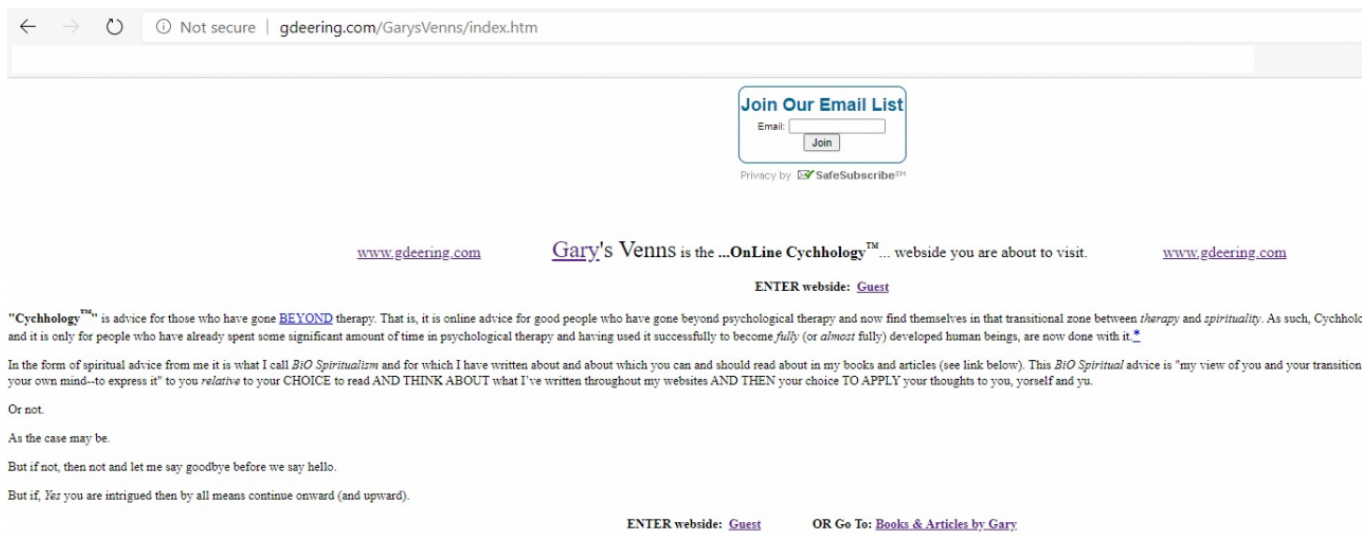 Not secure | gdeering.com/GarysVenns/index.htm
Join Our Email List
Email:
Join
Privacy by SafeSubscribe℠
www.gdeering.com Gary's Venns is the ...OnLine Cychhology™... webside you are about to visit. www.gdeering.com
ENTER webside: Guest
"Cychhology™" is advice for those who have gone BEYOND therapy. That is, it is online advice for good people who have gone beyond psychological therapy and now find themselves in that transitional zone between therapy and spirituality. As such, Cychholo
and it is only for people who have already spent some significant amount of time in psychological therapy and having used it successfully to become fully (or almost fully) developed human beings, are now done with it.*
In the form of spiritual advice from me it is what I call BiO Spiritualism and for which I have written about and about which you can and should read about in my books and articles (see link below). This BiO Spiritual advice is "my view of you and your transition
your own mind--to express it" to you relative to your CHOICE to read AND THINK ABOUT what I've written throughout my websites AND THEN your choice TO APPLY your thoughts to you, yorself and yu.
Or not.
As the case may be.
But if not, then not and let me say goodbye before we say hello.
But if, Yes you are intrigued then by all means continue onward (and upward).
ENTER webside: Guest OR Go To: Books & Articles by Gary